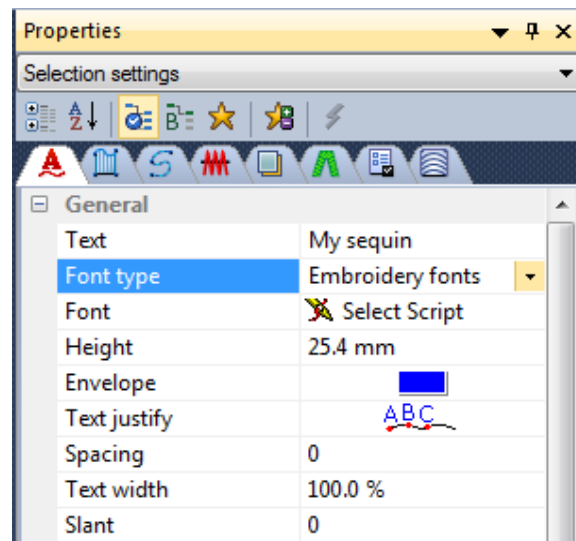 Properties
Selection settings
General
Text My sequin
Font type Embroidery fonts
Font Select Script
Height 25.4 mm
Envelope
Text justify ABC
Spacing 0
Text width 100.0 %
Slant 0